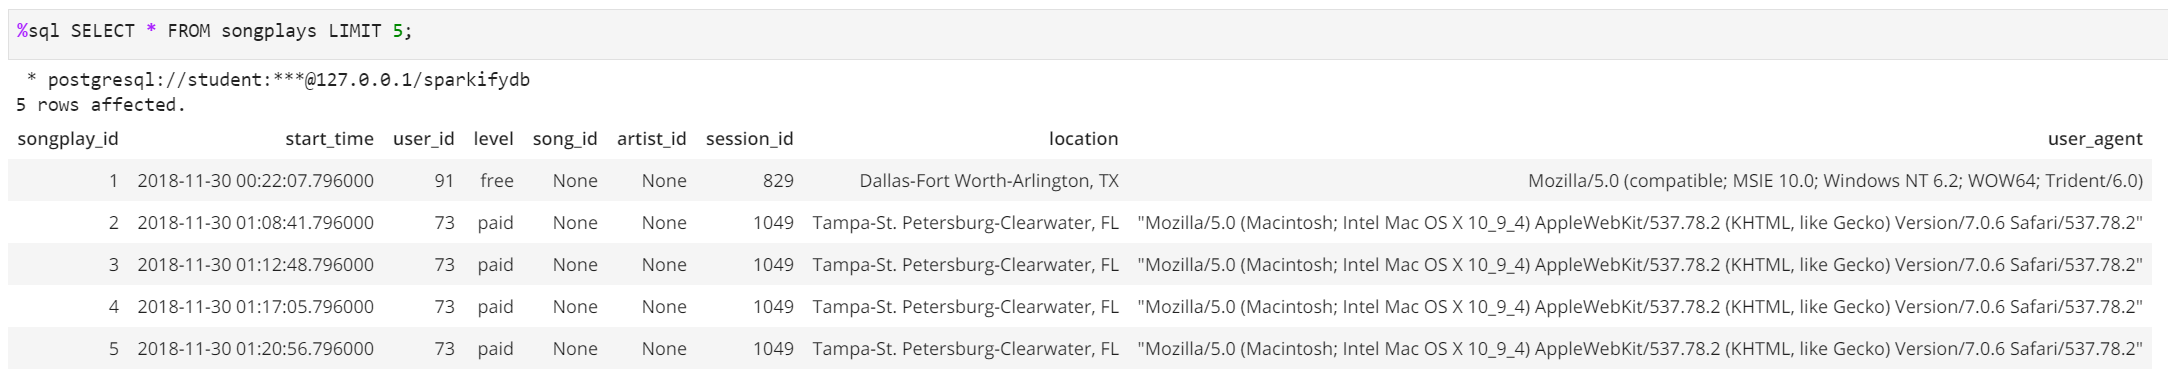 %sql SELECT * FROM songplays LIMIT 5;
* postgresql://student:***@127.0.0.1/sparkifydb
5 rows affected.
songplay_id start_time user_id level song_id artist_id session_id location user_agent
1 2018-11-30 00:22:07.796000 91 free None None 829 Dallas-Fort Worth-Arlington, TX Mozilla/5.0 (compatible; MSIE 10.0; Windows NT 6.2; WOW64; Trident/6.0)
2 2018-11-30 01:08:41.796000 73 paid None None 1049 Tampa-St. Petersburg-Clearwater, FL "Mozilla/5.0 (Macintosh; Intel Mac OS X 10_9_4) AppleWebKit/537.78.2 (KHTML, like Gecko) Version/7.0.6 Safari/537.78.2"
3 2018-11-30 01:12:48.796000 73 paid None None 1049 Tampa-St. Petersburg-Clearwater, FL "Mozilla/5.0 (Macintosh; Intel Mac OS X 10_9_4) AppleWebKit/537.78.2 (KHTML, like Gecko) Version/7.0.6 Safari/537.78.2"
4 2018-11-30 01:17:05.796000 73 paid None None 1049 Tampa-St. Petersburg-Clearwater, FL "Mozilla/5.0 (Macintosh; Intel Mac OS X 10_9_4) AppleWebKit/537.78.2 (KHTML, like Gecko) Version/7.0.6 Safari/537.78.2"
5 2018-11-30 01:20:56.796000 73 paid None None 1049 Tampa-St. Petersburg-Clearwater, FL "Mozilla/5.0 (Macintosh; Intel Mac OS X 10_9_4) AppleWebKit/537.78.2 (KHTML, like Gecko) Version/7.0.6 Safari/537.78.2"